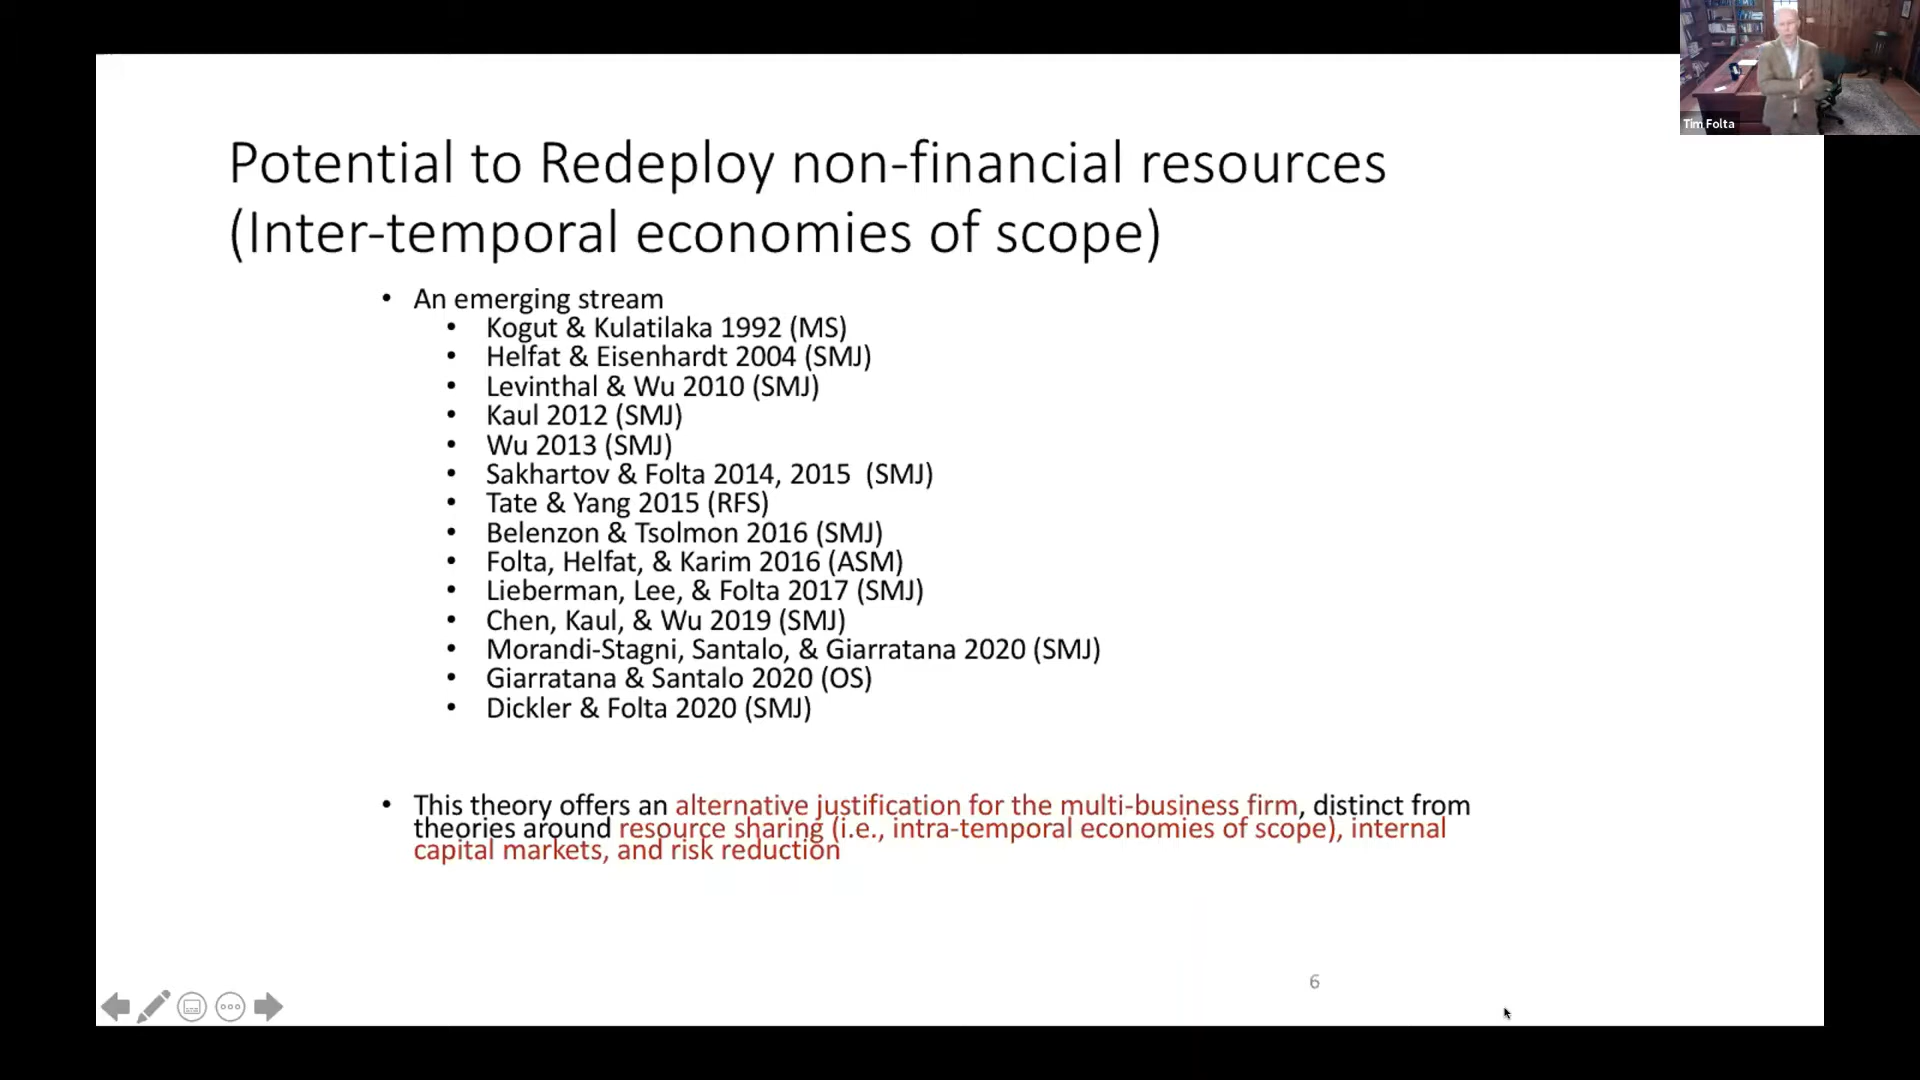 Tim Folta
Potential to Redeploy non-financial resources
(Inter-temporal economies of scope)
• An emerging stream
• Kogut & Kulatilaka 1992 (MS)
• Helfat & Eisenhardt 2004 (SMJ)
• Levinthal & Wu 2010 (SMJ)
• Kaul 2012 (SMJ)
• Wu 2013 (SMJ)
• Sakhartov & Folta 2014, 2015  (SMJ)
• Tate & Yang 2015 (RFS)
• Belenzon & Tsolmon 2016 (SMJ)
• Folta, Helfat, & Karim 2016 (ASM)
• Lieberman, Lee, & Folta 2017 (SMJ)
• Chen, Kaul, & Wu 2019 (SMJ)
• Morandi-Stagni, Santalo, & Giarratana 2020 (SMJ)
• Giarratana & Santalo 2020 (OS)
• Dickler & Folta 2020 (SMJ)
• This theory offers an alternative justification for the multi-business firm, distinct from
theories around resource sharing (i.e., intra-temporal economies of scope), internal
capital markets, and risk reduction
6